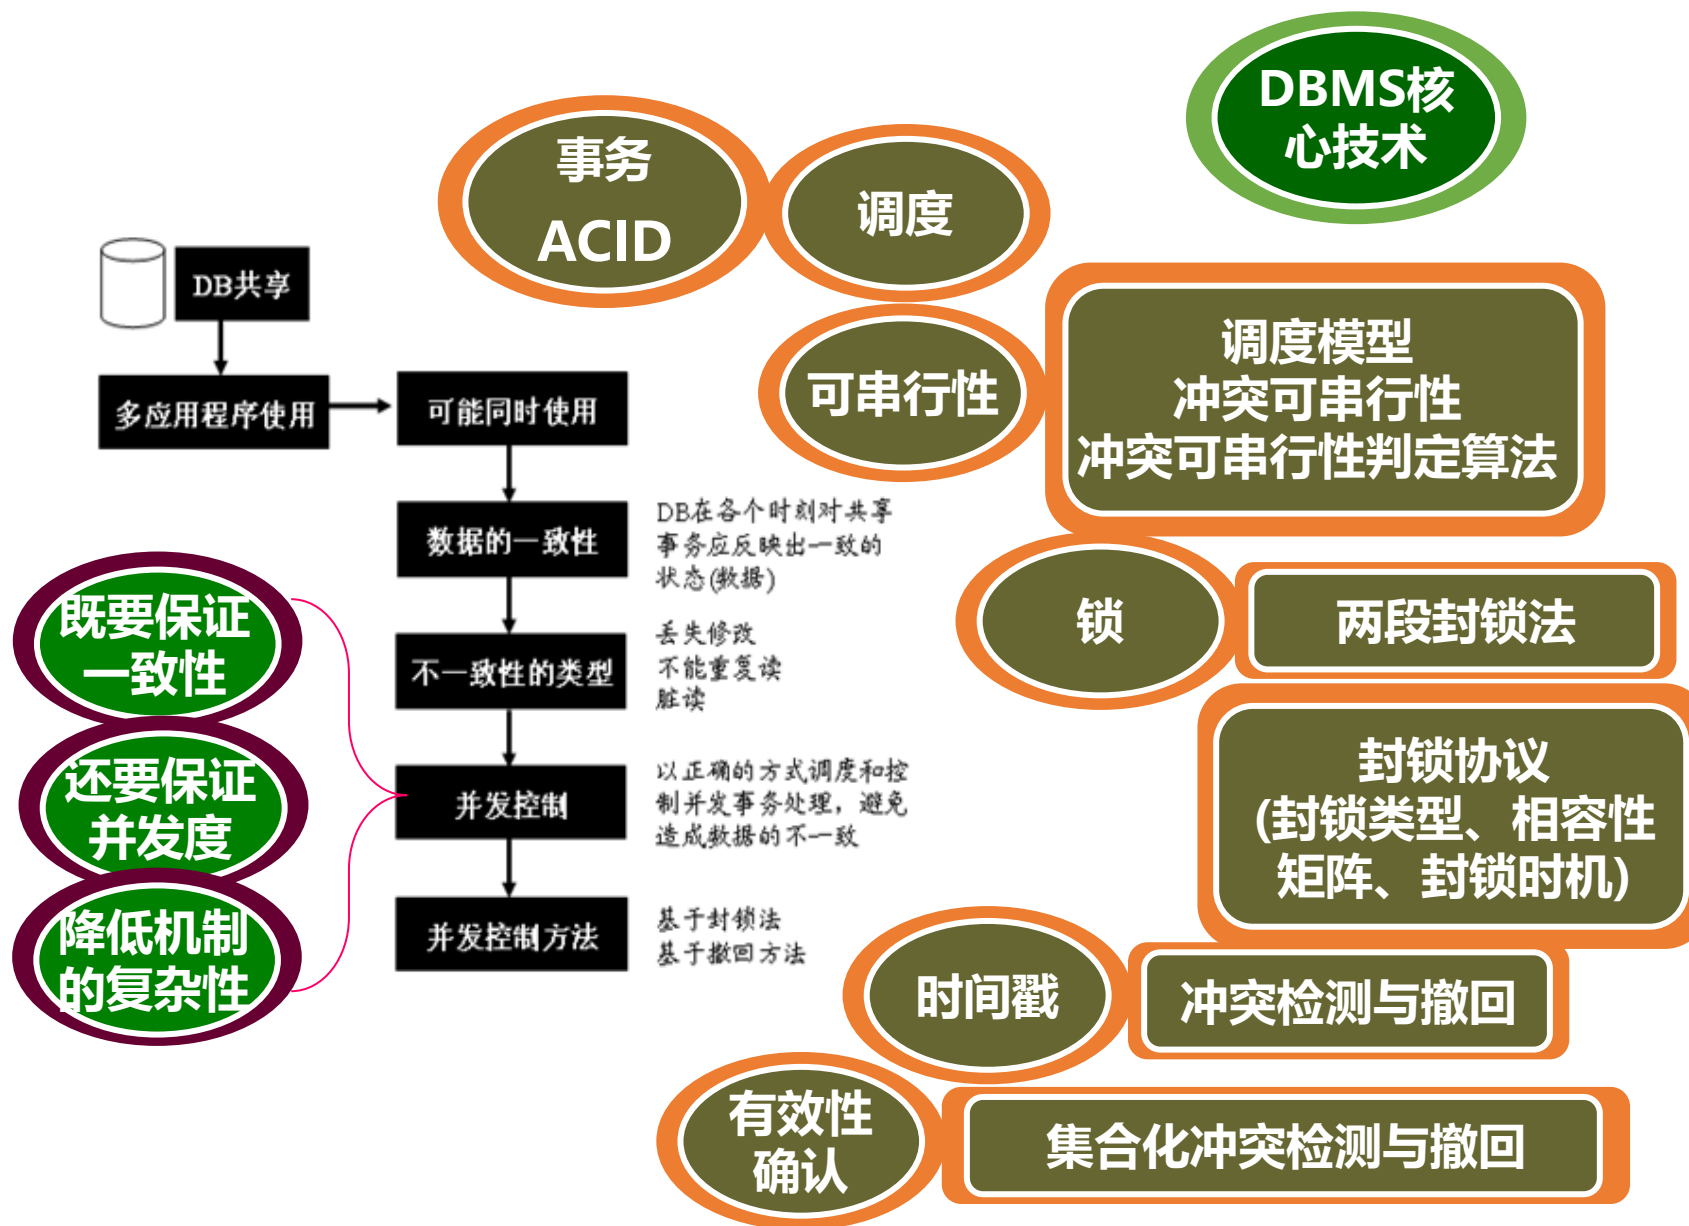 DBMS核
心技术
事务
ACID
调度
DB共享
可串行性
调度模型
冲突可串行性
冲突可串行性判定算法
多应用程序使用
可能同时使用
数据的一致性
DB在各个时刻对共享
事务应反映出一致的
状态(数据)
锁
两段封锁法
既要保证
一致性
不一致性的类型
丢失修改
不能重复读
脏读
封锁协议
(封锁类型、相容性
矩阵、封锁时机)
还要保证
并发度
并发控制
以正确的方式调度和控
制并发事务处理，避免
造成数据的不一致
降低机制
的复杂性
并发控制方法
基于封锁法
基于撤回方法
时间戳
冲突检测与撤回
有效性
确认
集合化冲突检测与撤回